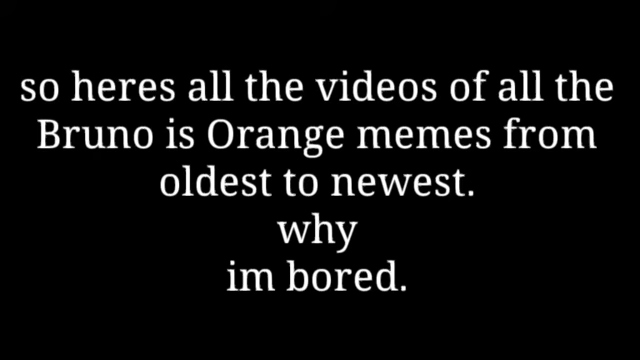 so heres all the videos of all the
Bruno is Orange memes from
oldest to newest.
why
im bored.